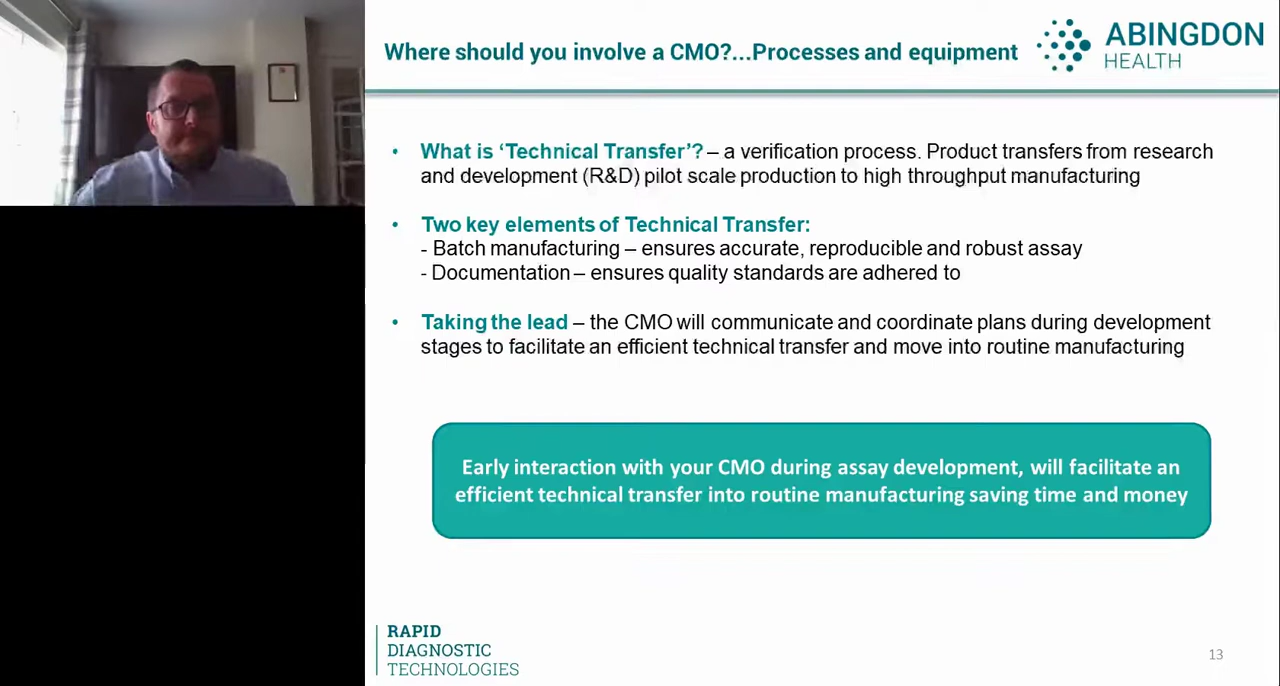 Where should you involve a CMO?...Processes and equipment
ABINGDON
HEALTH
• What is ‘Technical Transfer’? – a verification process. Product transfers from research
and development (R&D) pilot scale production to high throughput manufacturing
• Two key elements of Technical Transfer:
- Batch manufacturing – ensures accurate, reproducible and robust assay
- Documentation – ensures quality standards are adhered to
• Taking the lead – the CMO will communicate and coordinate plans during development
stages to facilitate an efficient technical transfer and move into routine manufacturing
Early interaction with your CMO during assay development, will facilitate an
efficient technical transfer into routine manufacturing saving time and money
RAPID
DIAGNOSTIC
TECHNOLOGIES
13